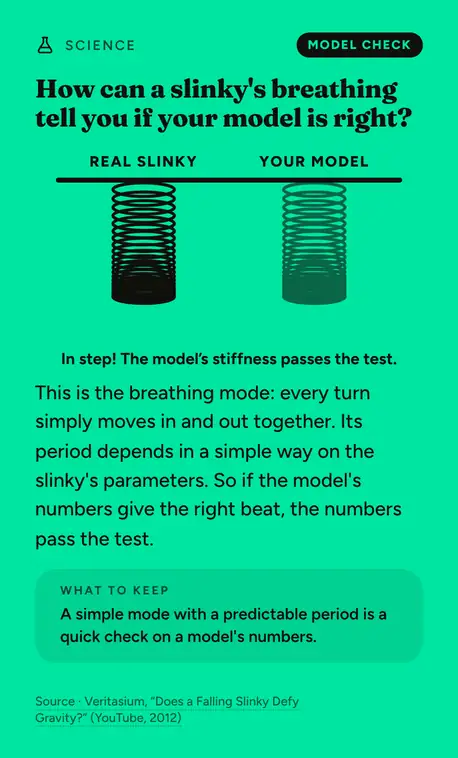 SCIENCE
MODEL CHECK
How can a slinky's breathing
tell you if your model is right?
REAL SLINKY
YOUR MODEL
In step! The model’s stiffness passes the test.
This is the breathing mode: every turn
simply moves in and out together. Its
period depends in a simple way on the
slinky's parameters. So if the model's
numbers give the right beat, the numbers
pass the test.
WHAT TO KEEP
A simple mode with a predictable period is a
quick check on a model's numbers.
Source · Veritasium, “Does a Falling Slinky Defy
Gravity?” (YouTube, 2012)